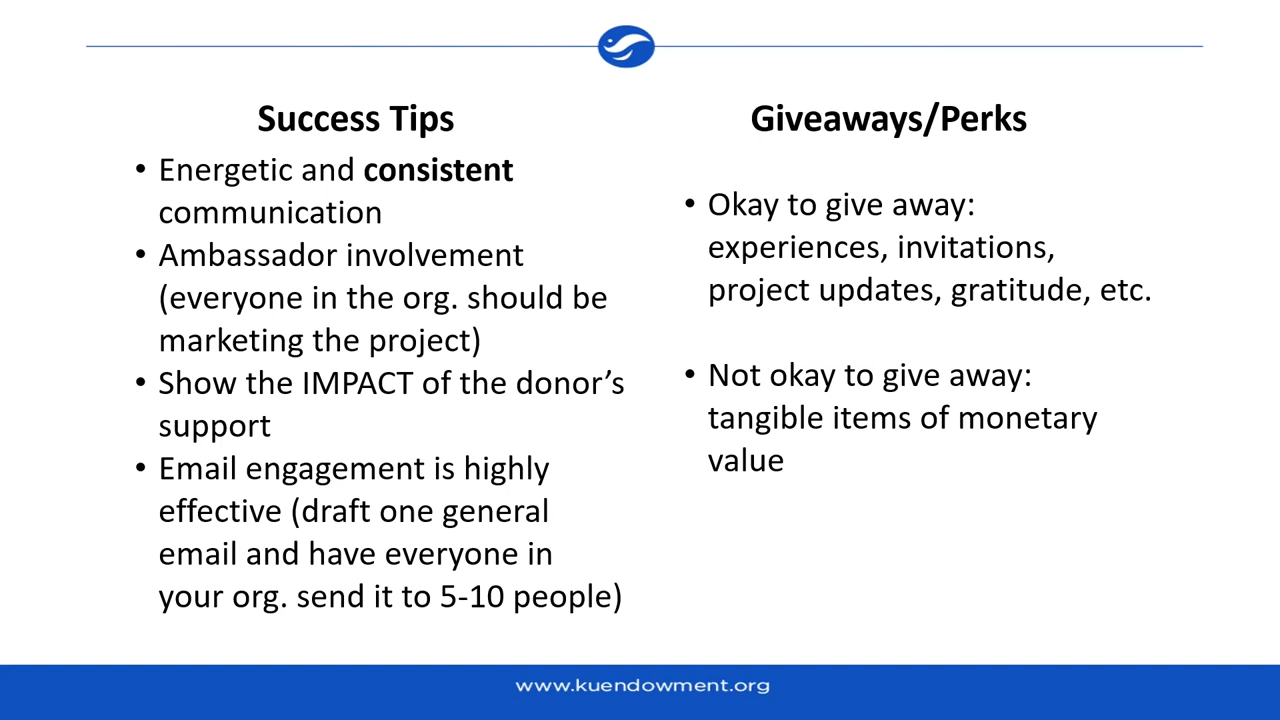 Success Tips
• Energetic and consistent
communication
• Ambassador involvement
(everyone in the org. should be
marketing the project)
• Show the IMPACT of the donor’s
support
• Email engagement is highly
effective (draft one general
email and have everyone in
your org. send it to 5-10 people)
Giveaways/Perks
• Okay to give away:
experiences, invitations,
project updates, gratitude, etc.
• Not okay to give away:
tangible items of monetary
value
www.kuendowment.org